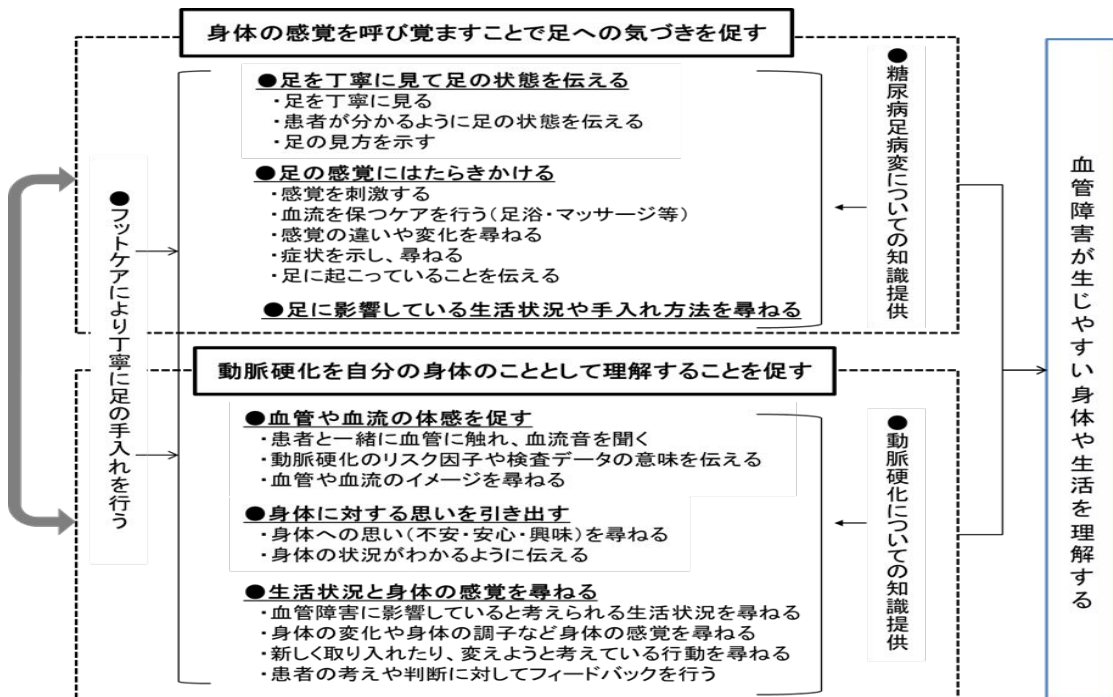 身体の感覚を呼び覚ますことで足への気づきを促す
●足を丁寧に見て足の状態を伝える
・足を丁寧に見る
・患者が分かるように足の状態を伝える
・足の見方を示す
●足の感覚にはたらきかける
・感覚を刺激する
・血流を保つケアを行う(足浴・マッサージ等)
・感覚の違いや変化を尋ねる
・症状を示し、尋ねる
・足に起こっていることを伝える
●足に影響している生活状況や手入れ方法を尋ねる
●糖尿病足病変についての知識提供
●フットケアにより丁寧に足の手入れを行う
動脈硬化を自分の身体のこととして理解することを促す
●血管や血流の体感を促す
・患者と一緒に血管に触れ、血流音を聞く
・動脈硬化のリスク因子や検査データの意味を伝える
・血管や血流のイメージを尋ねる
●身体に対する思いを引き出す
・身体への思い(不安・安心・興味)を尋ねる
・身体の状況がわかるように伝える
●生活状況と身体の感覚を尋ねる
・血管障害に影響していると考えられる生活状況を尋ねる
・身体の変化や身体の調子など身体の感覚を尋ねる
・新しく取り入れたり、変えようと考えている行動を尋ねる
・患者の考えや判断に対してフィードバックを行う
●動脈硬化についての知識提供
血管障害が生じやすい身体や生活を理解する